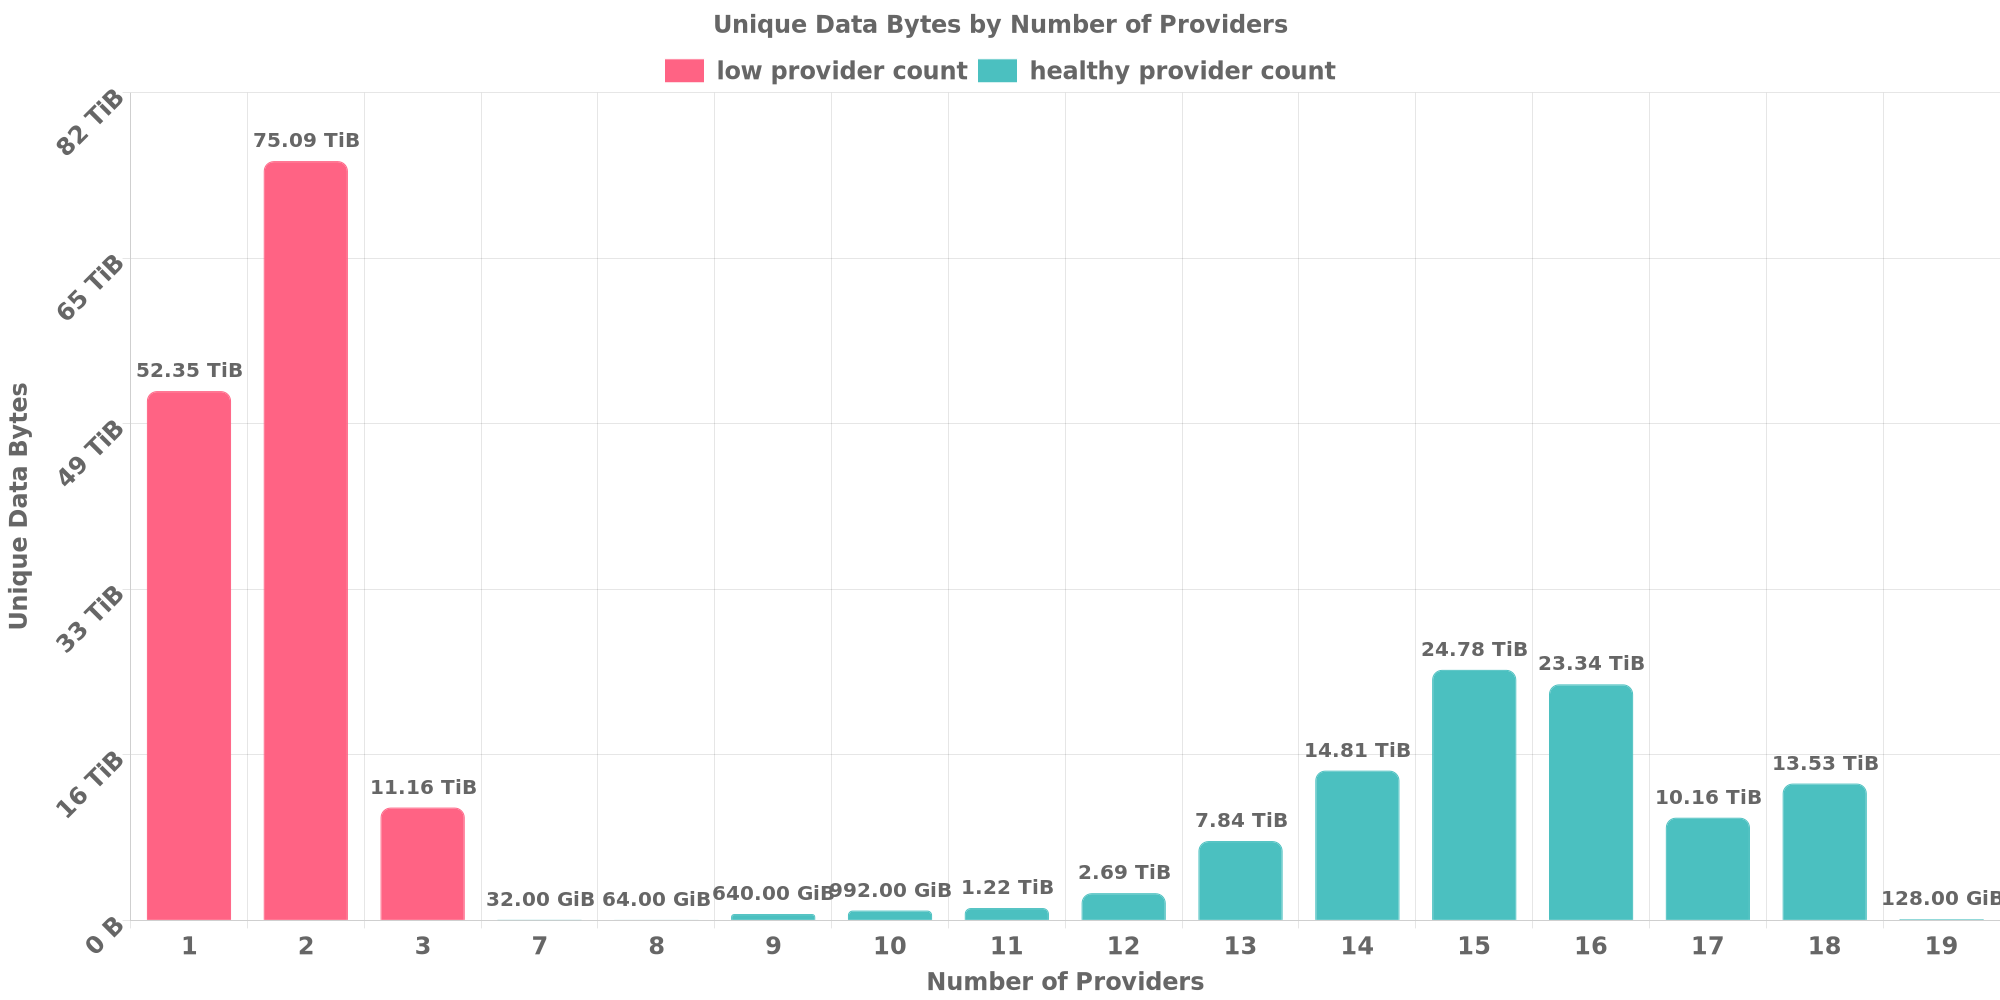 Unique Data Bytes by Number of Providers
low provider count healthy provider count
82 TiB
65 TiB
49 TiB
33 TiB
16 TiB
0 B
Unique Data Bytes
52.35 TiB
75.09 TiB
11.16 TiB
32.00 GiB
64.00 GiB
640.00 GiB
992.00 GiB
1.22 TiB
2.69 TiB
7.84 TiB
14.81 TiB
24.78 TiB
23.34 TiB
10.16 TiB
13.53 TiB
128.00 GiB
1 2 3 7 8 9 10 11 12 13 14 15 16 17 18 19
Number of Providers